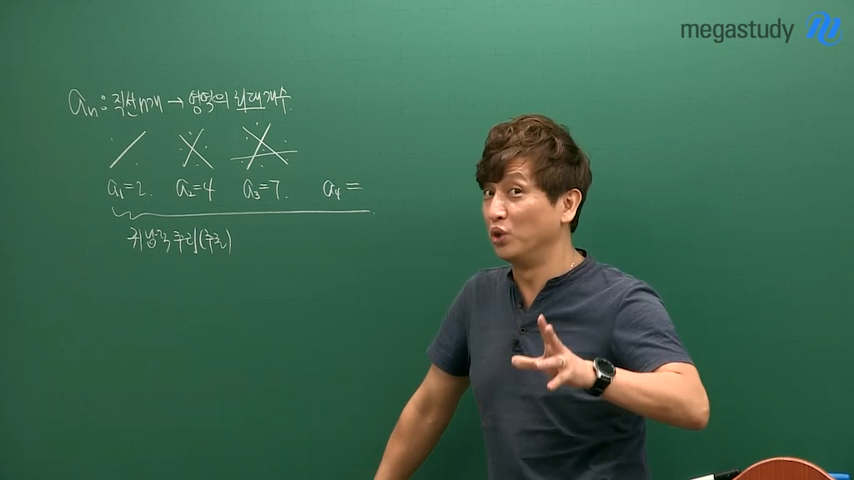 megastudy
aₙ : 직선 n개 → 영역의 최대개수
a₁=2. a₂=4 a₃=7. a₄=
귀납적 추리(추론)